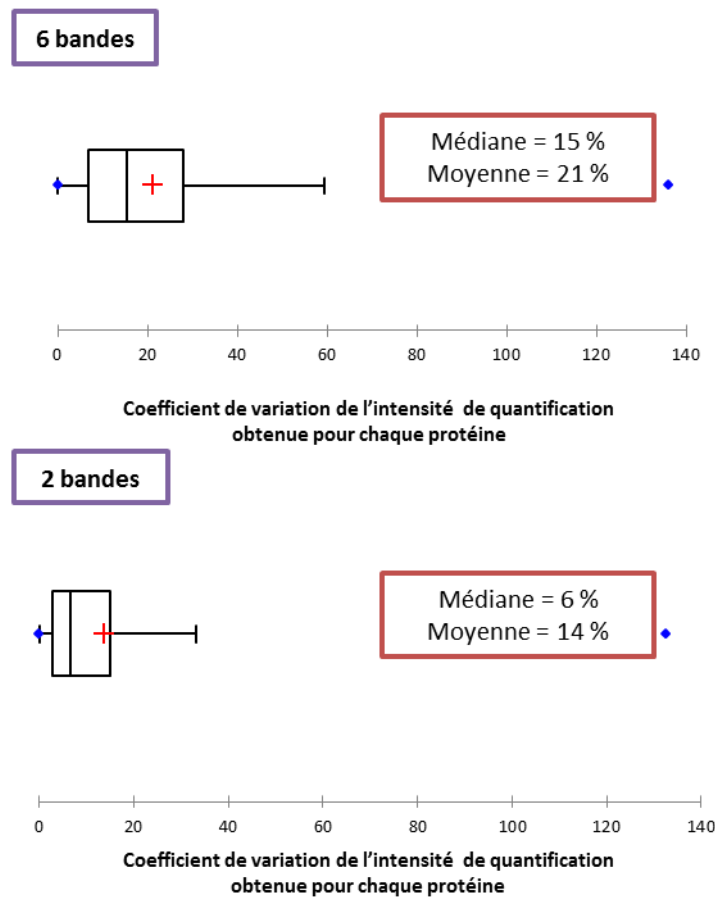 6 bandes
Médiane = 15 %
Moyenne = 21 %
0 20 40 60 80 100 120 140
Coefficient de variation de l’intensité de quantification
obtenue pour chaque protéine
2 bandes
Médiane = 6 %
Moyenne = 14 %
0 20 40 60 80 100 120 140
Coefficient de variation de l’intensité de quantification
obtenue pour chaque protéine